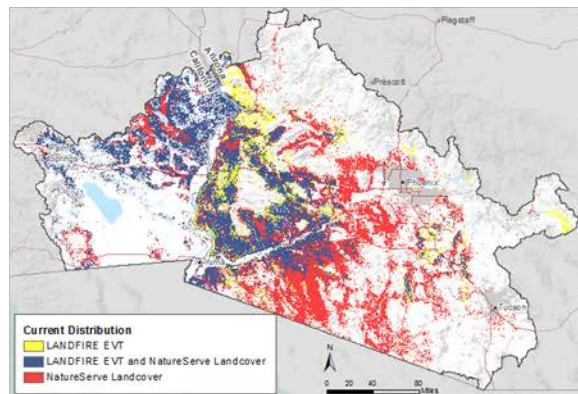 Flagstaff
Arizona
California
Prescott
Phoenix
Tucson
Current Distribution
LANDFIRE EVT
LANDFIRE EVT and NatureServe Landcover
NatureServe Landcover
N
0 20 40 80
Miles